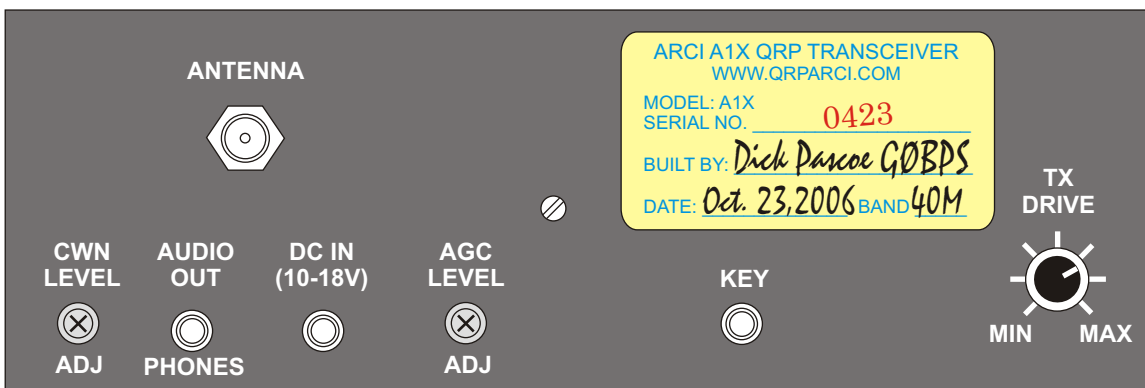 ANTENNA
ARCI A1X QRP TRANSCEIVER
WWW.QRPARCI.COM
MODEL: A1X
SERIAL NO. 0423
BUILT BY: Dick Pascoe GØBPS
DATE: Oct. 23,2006 BAND 40M
TX
DRIVE
MIN MAX
CWN
LEVEL
ADJ
AUDIO
OUT
PHONES
DC IN
(10-18V)
AGC
LEVEL
ADJ
KEY